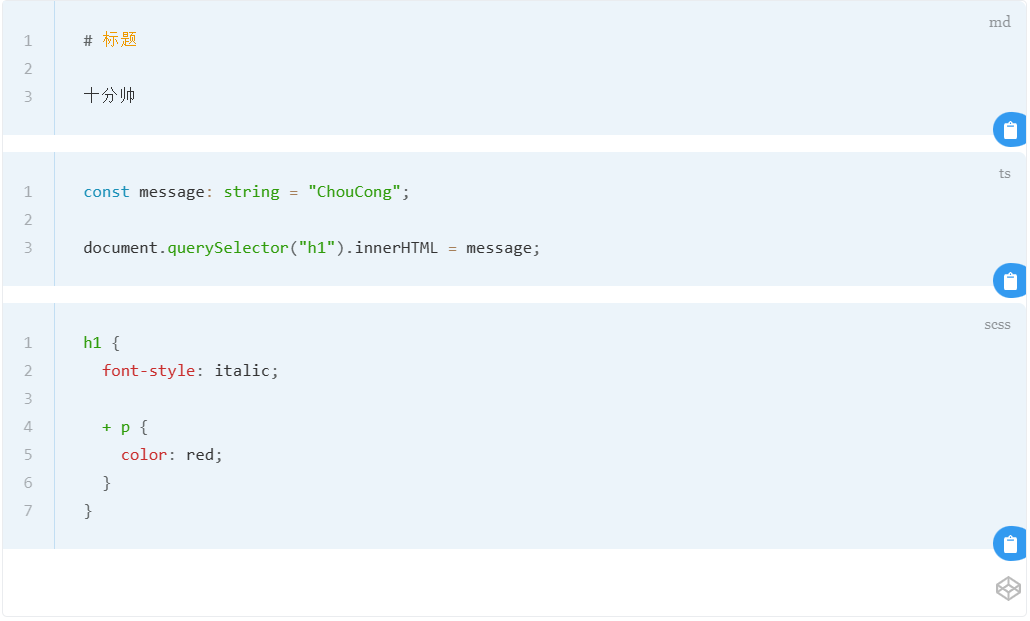 md
1 # 标题
2
3 十分帅
ts
1 const message: string = "ChouCong";
2
3 document.querySelector("h1").innerHTML = message;
scss
1 h1 {
2   font-style: italic;
3
4   + p {
5     color: red;
6   }
7 }